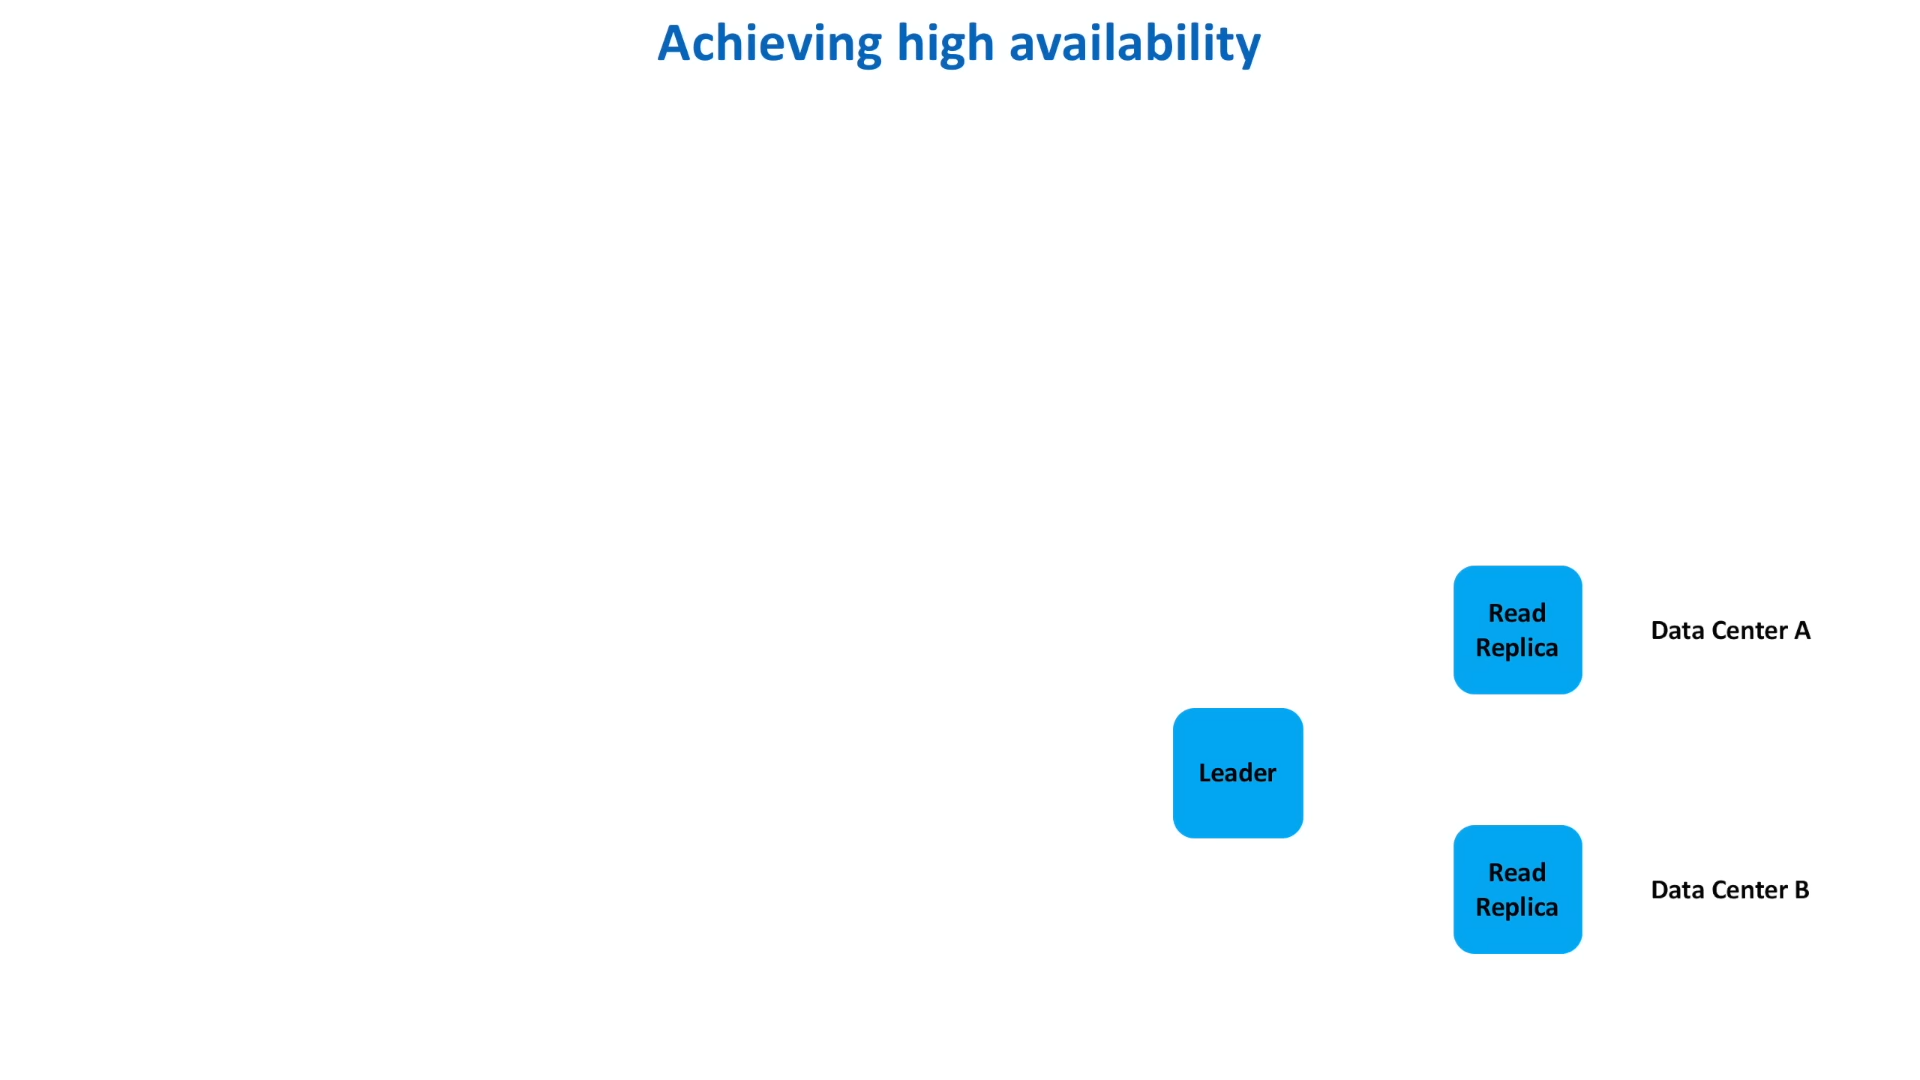 Achieving high availability
Read
Replica
Data Center A
Leader
Read
Replica
Data Center B